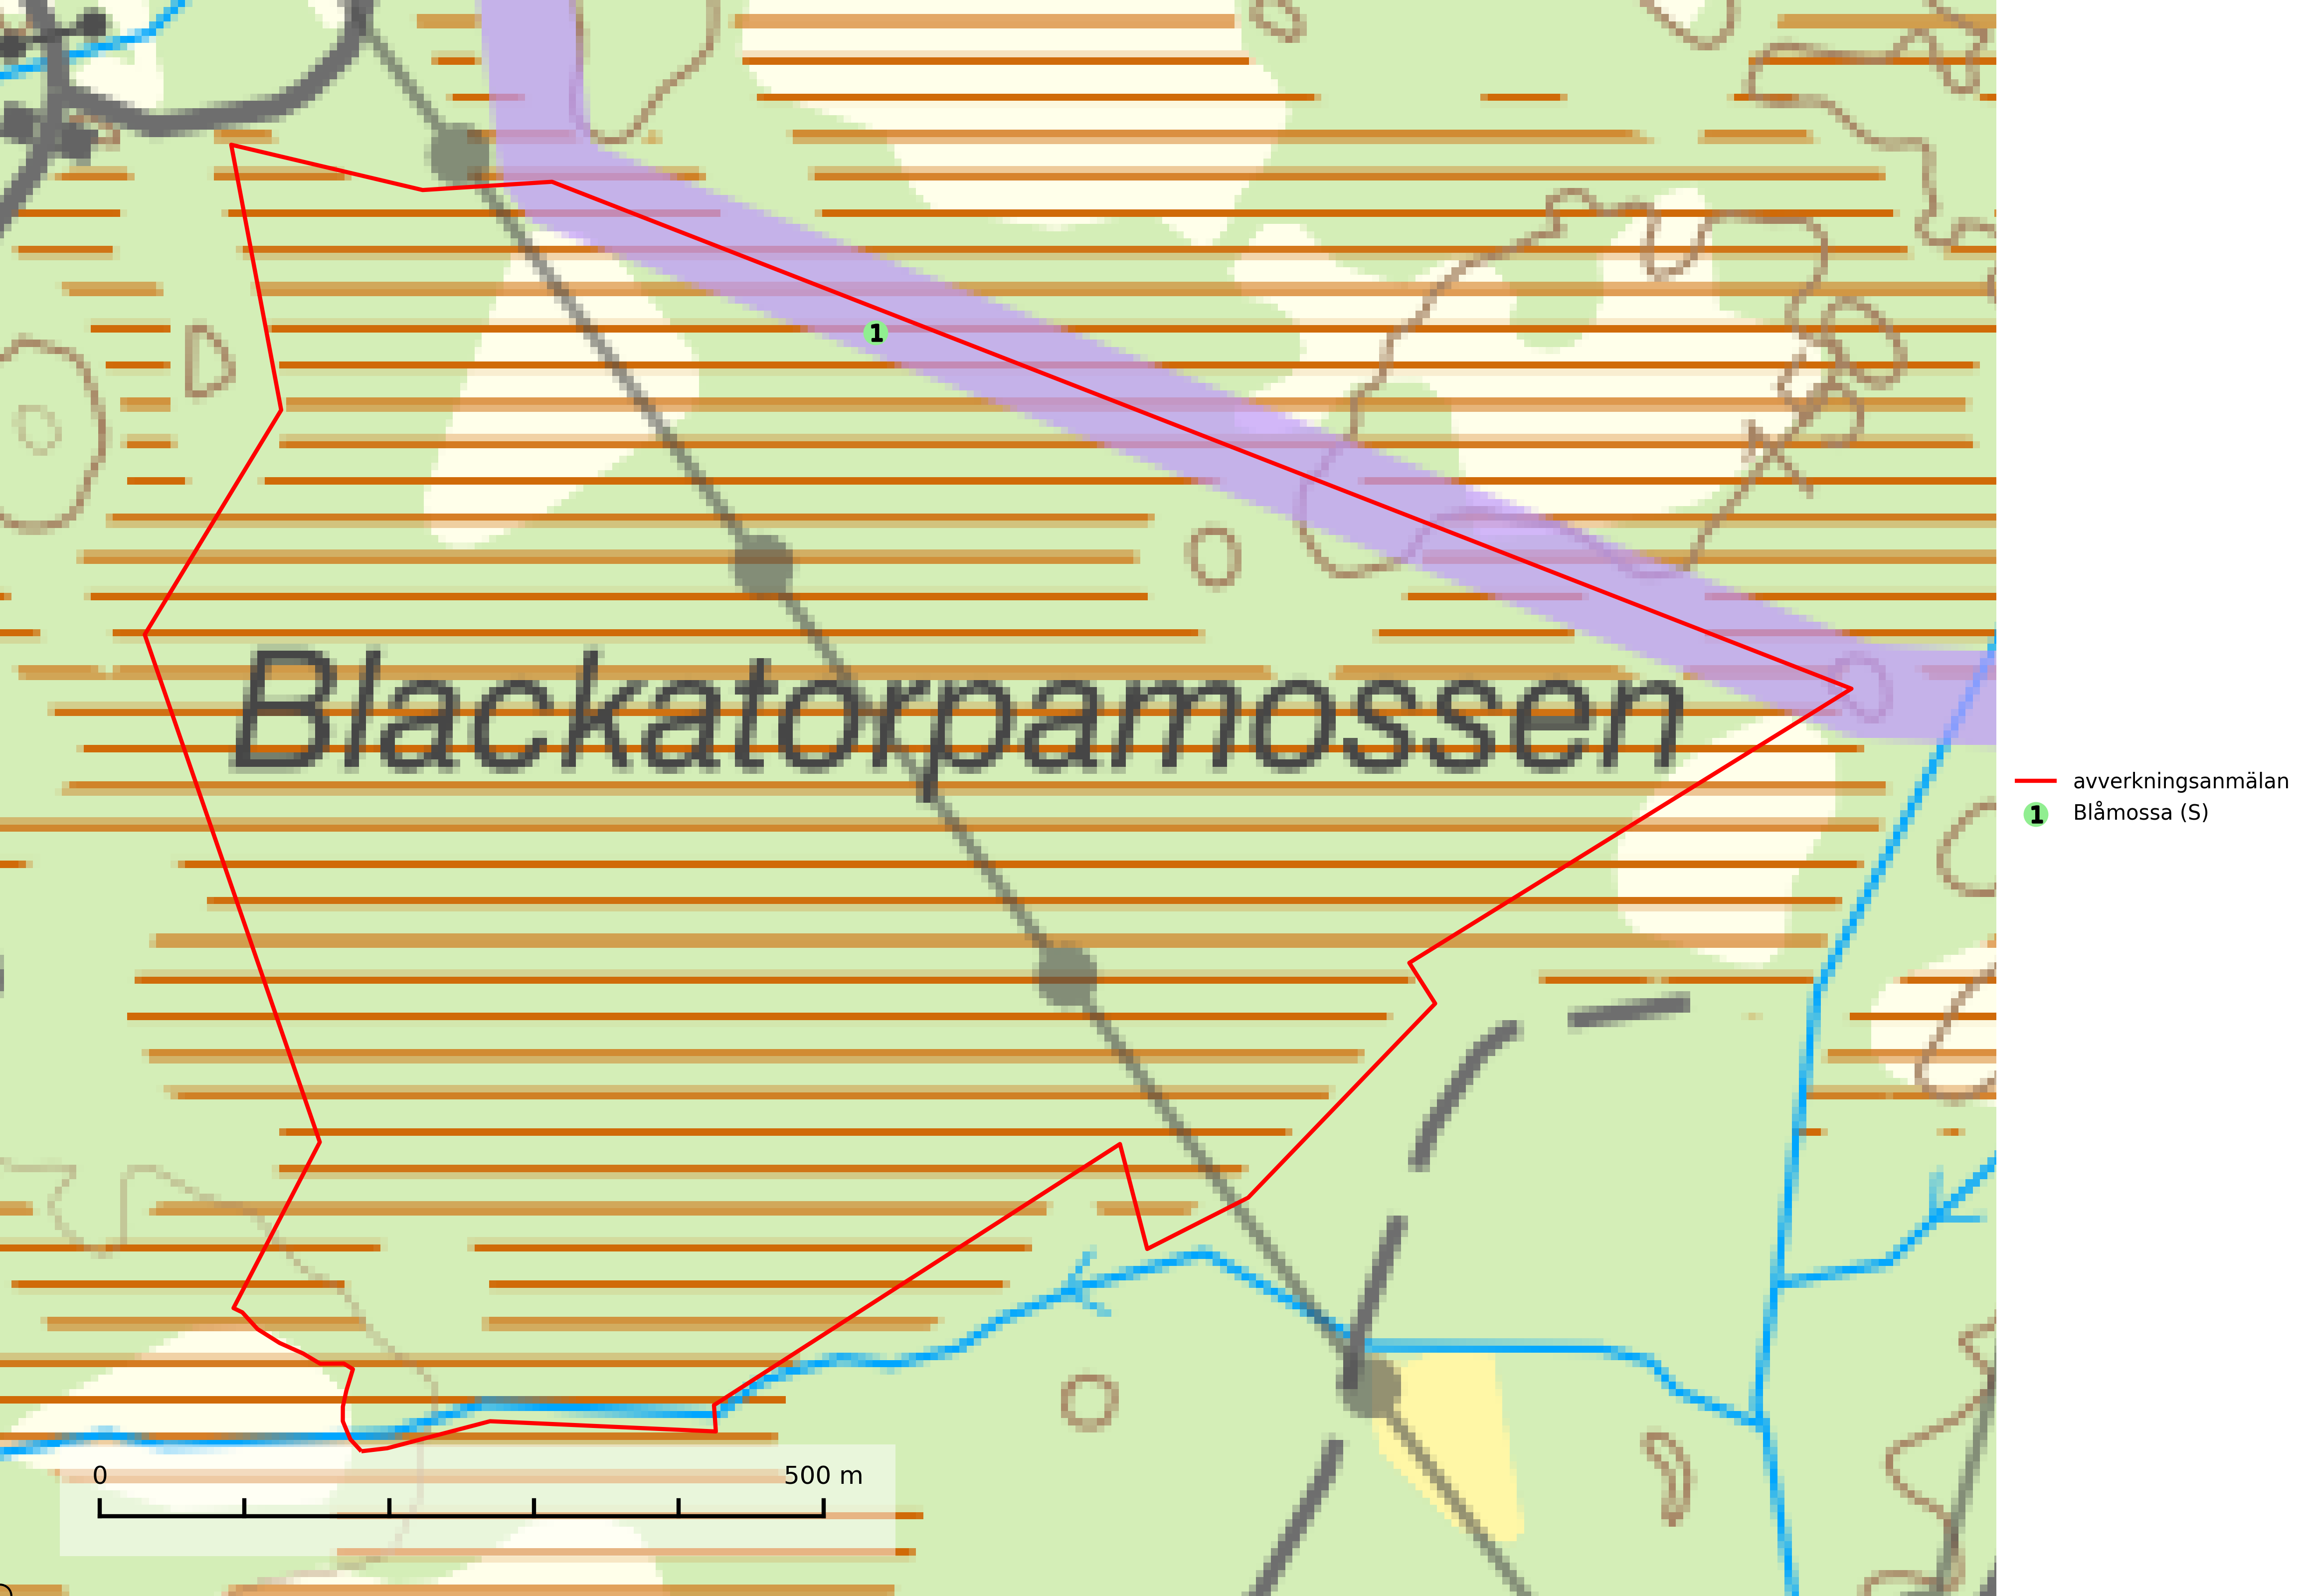 1
Blackatorpamossen
avverkningsanmälan
1 Blåmossa (S)
0 500 m